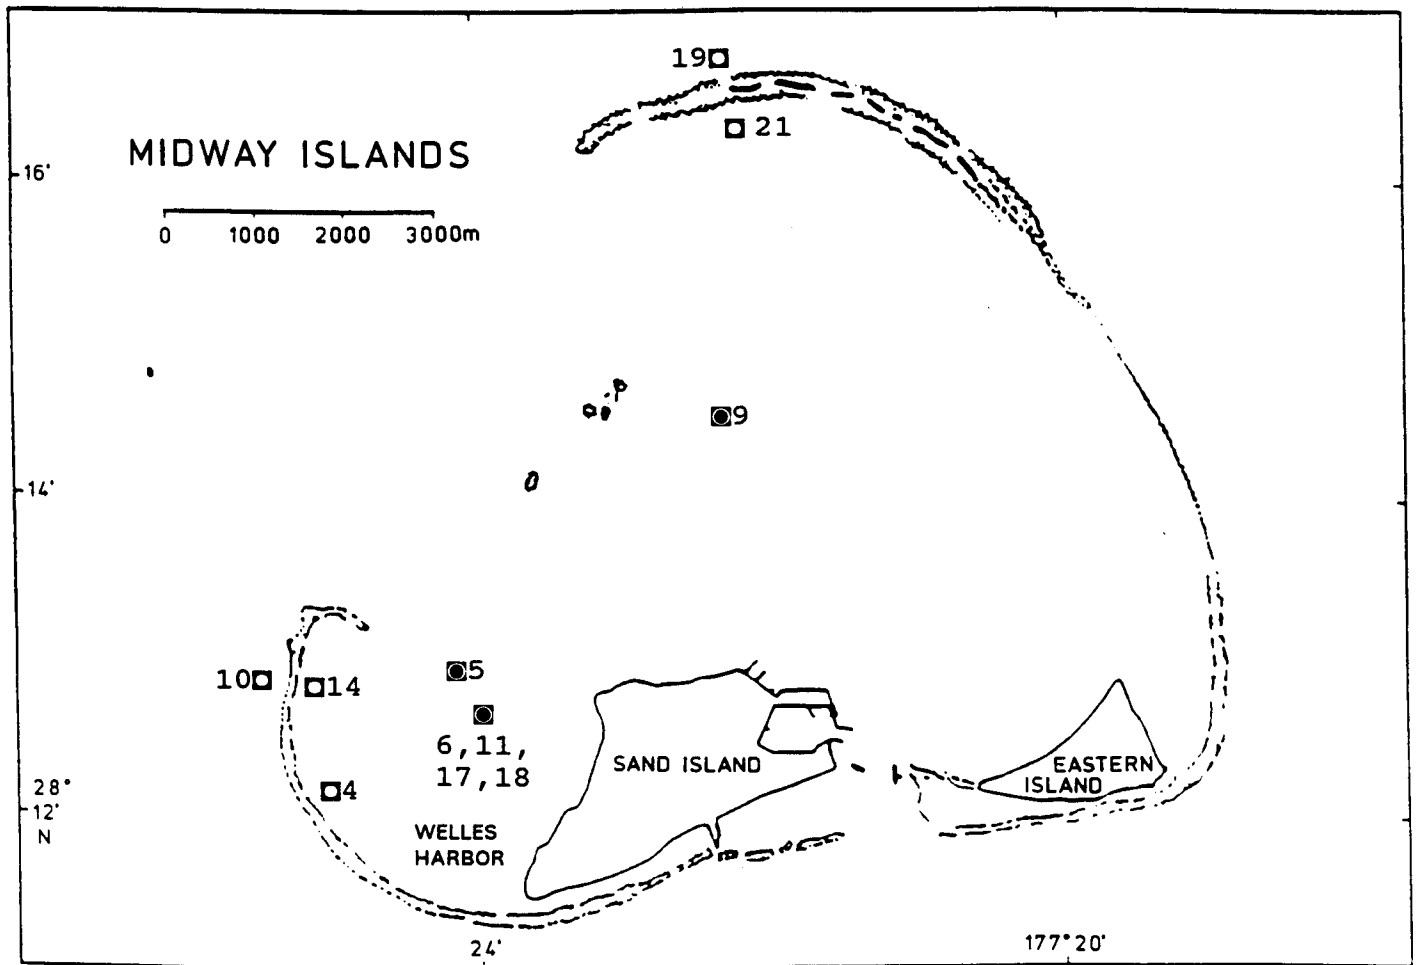 19
21
MIDWAY ISLANDS
16'
0 1000 2000 3000m
9
14'
5
10
14
6,11,
17,18
SAND ISLAND
EASTERN
ISLAND
4
28°
12'
N
WELLES
HARBOR
24'
177° 20'